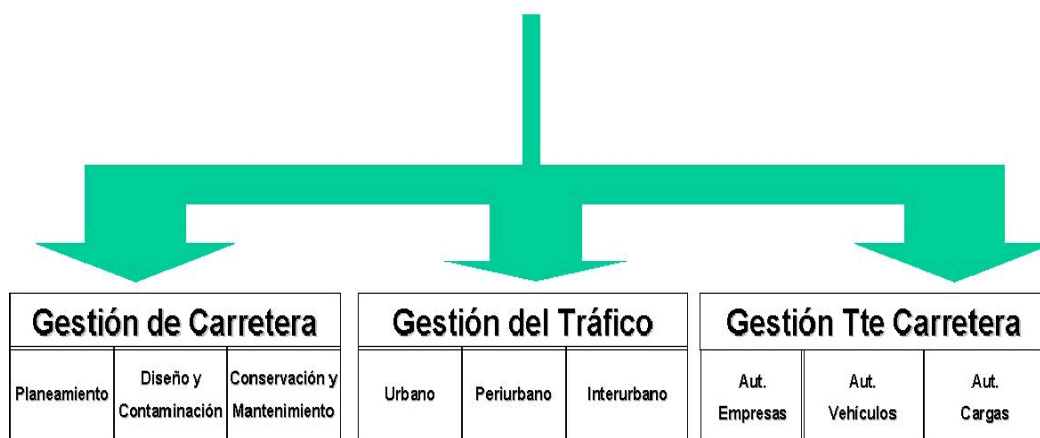 Gestión de Carretera
Planeamiento
Diseño y
Contaminación
Conservación y
Mantenimiento
Gestión del Tráfico
Urbano
Periurbano
Interurbano
Gestión Tte Carretera
Aut.
Empresas
Aut.
Vehículos
Aut.
Cargas